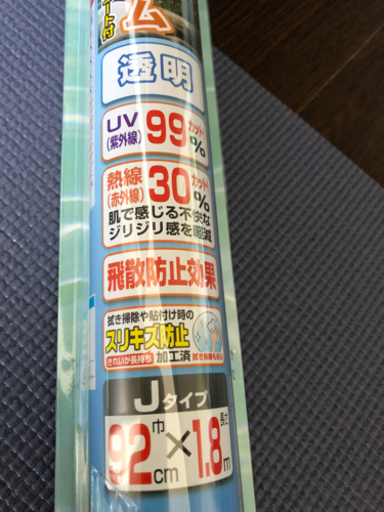 ート付
ム
透明
UV
(紫外線)
99%
カット!
熱線
(赤外線)
30%
カット!
肌で感じる不快な
ジリジリ感を軽減
飛散防止効果
拭き掃除や貼付け時の
スリキズ防止
きれいが長持ち 加工済
Jタイプ
巾 92cm × 長さ 1.8m